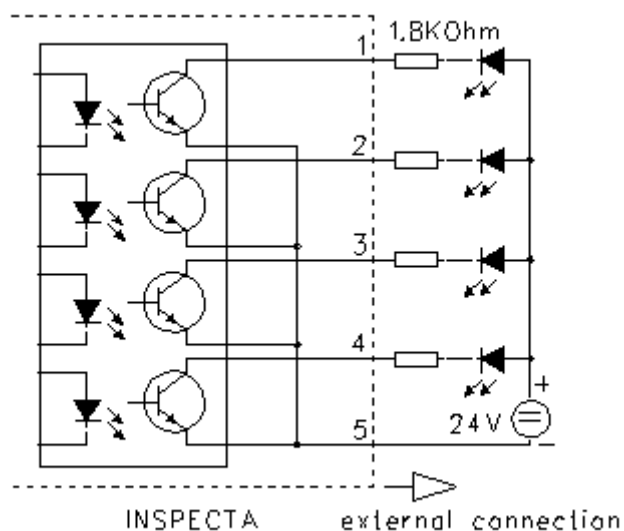 1 1.8KOhm
2
3
4
+
24V
5 –
INSPECTA external connection